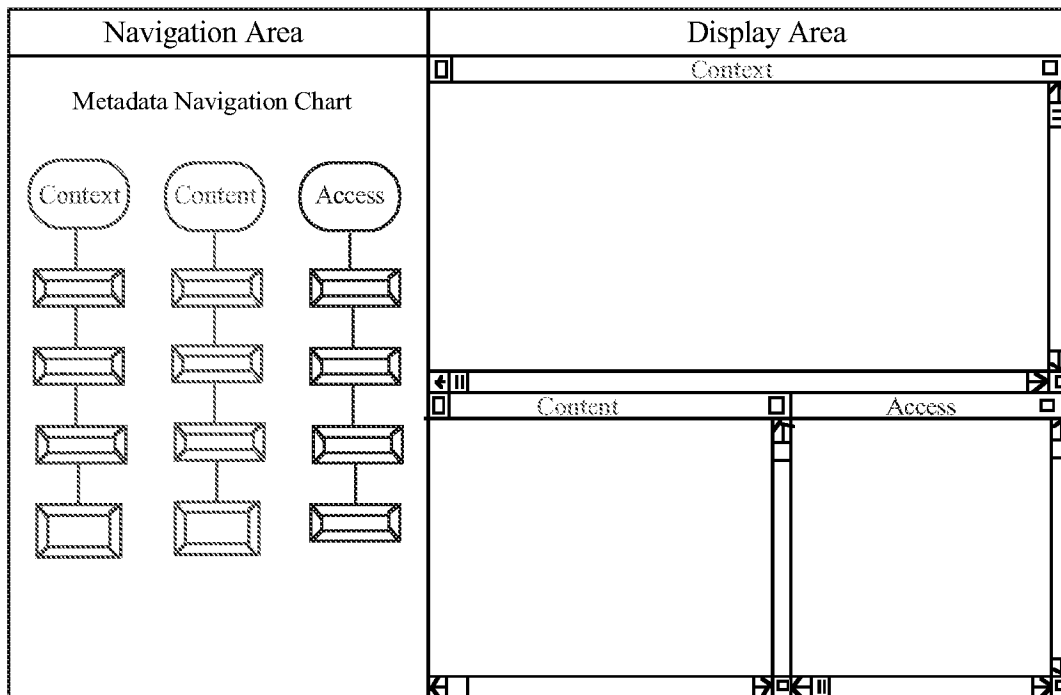 Navigation Area
Metadata Navigation Chart
Context
Content
Access
Display Area
Context
Content
Access